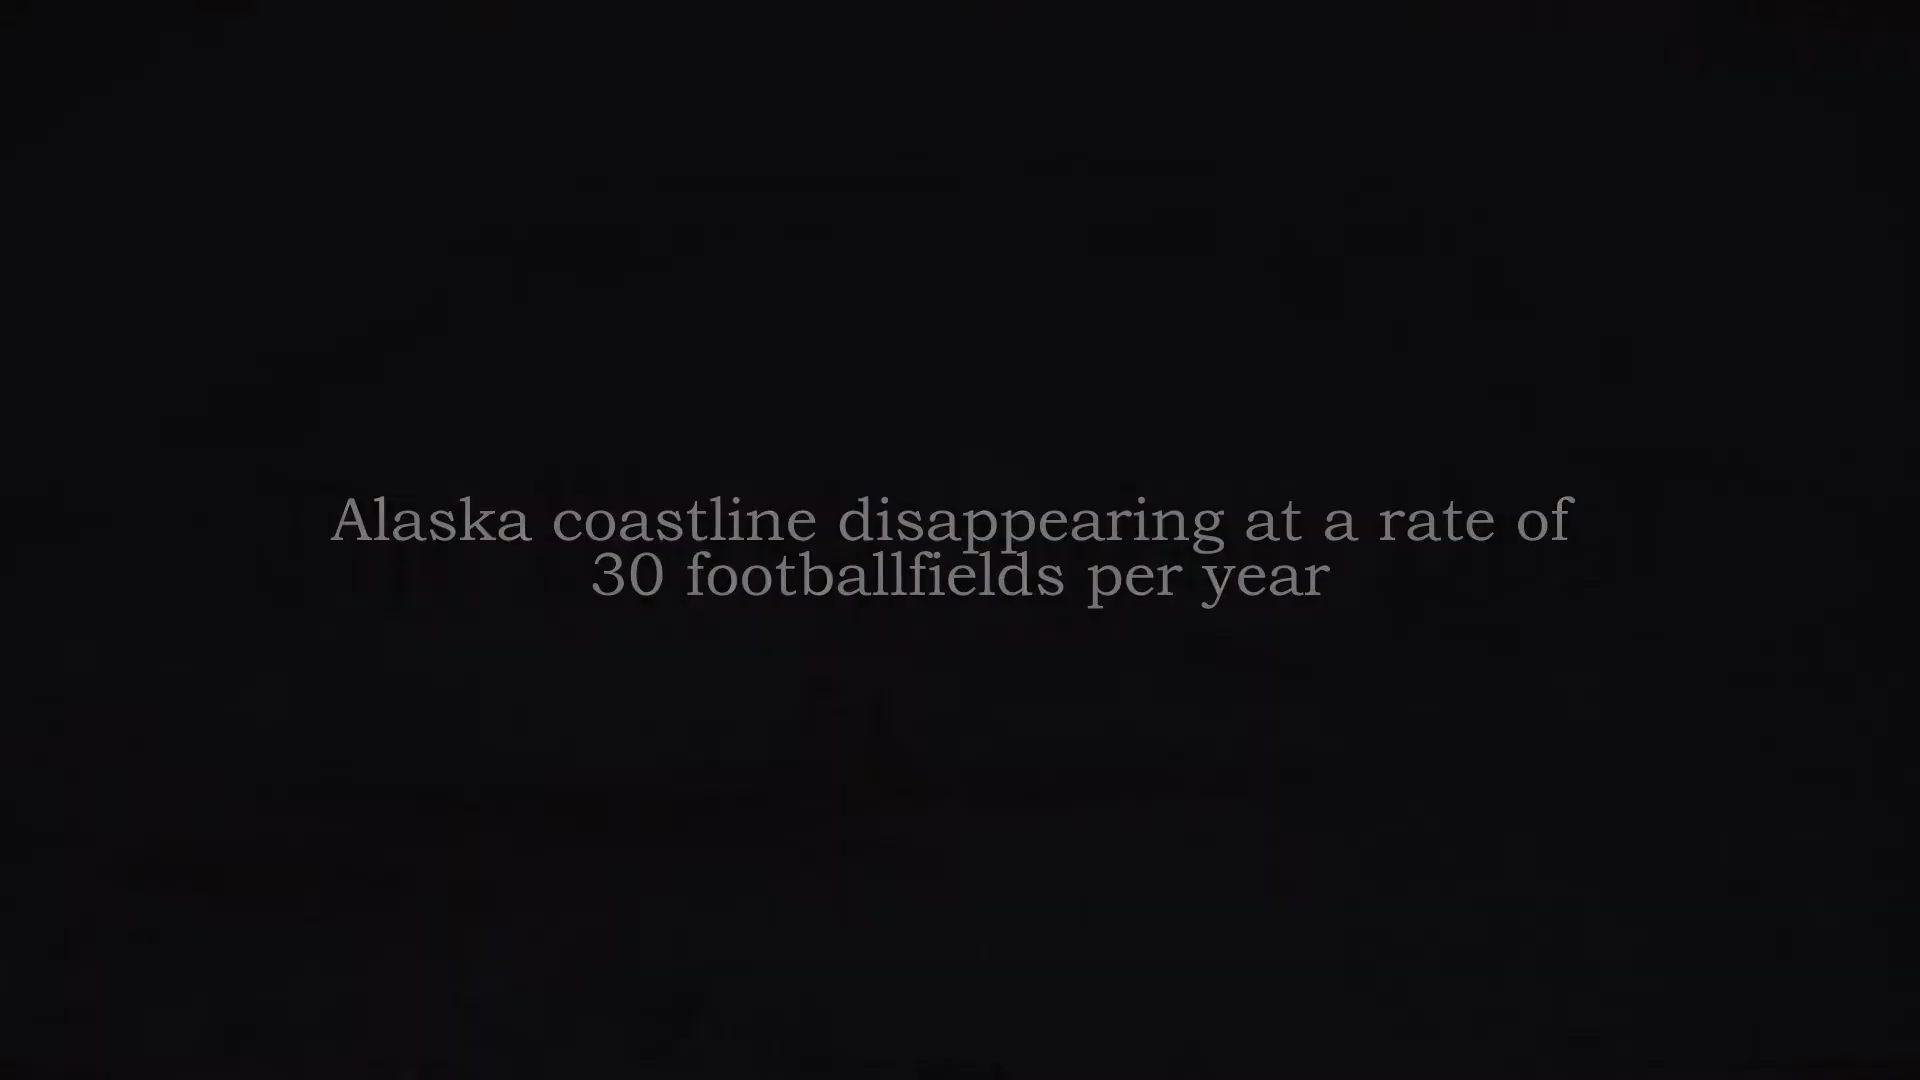 Alaska coastline disappearing at a rate of
30 footballfields per year